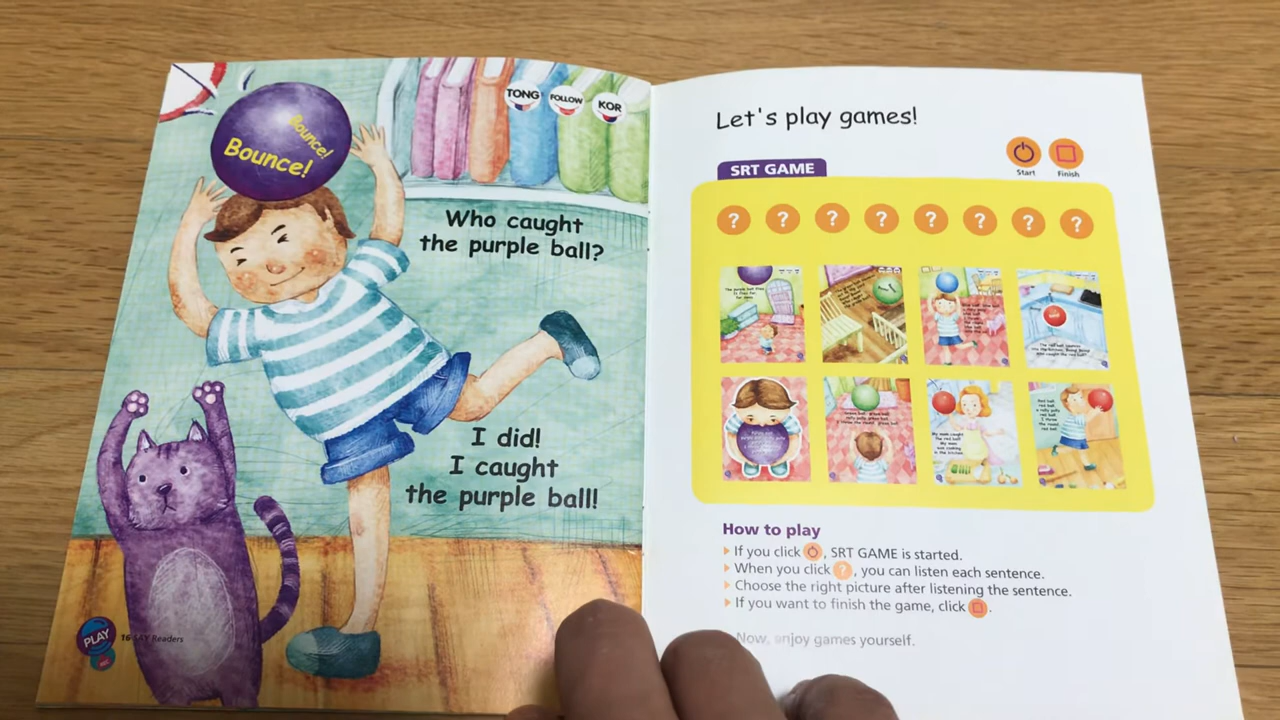 TONG
FOLLOW
KOR
Bounce!
Bounce!
Who caught
the purple ball?
I did!
I caught
the purple ball!
PLAY
16 SAY Readers
Let's play games!
Start
Finish
SRT GAME
? ? ? ? ? ? ? ?
How to play
If you click , SRT GAME is started.
When you click ? , you can listen each sentence.
Choose the right picture after listening the sentence.
If you want to finish the game, click .
Now, enjoy games yourself.